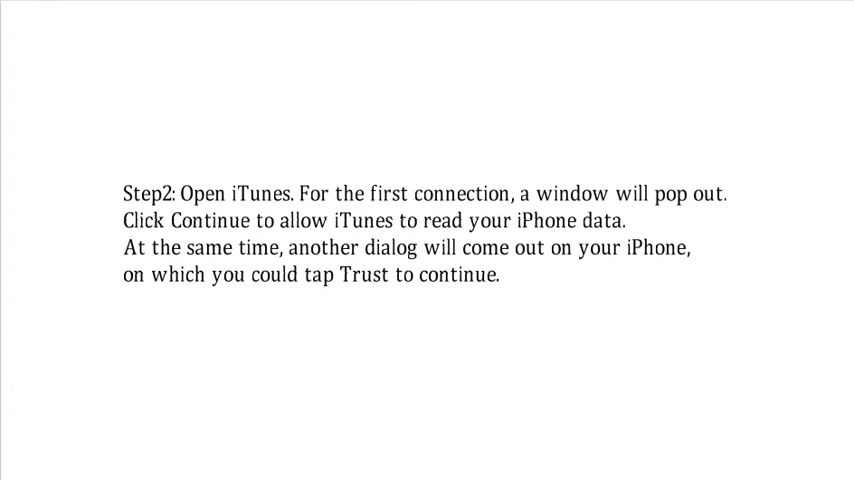 Step2: Open iTunes. For the first connection, a window will pop out.
Click Continue to allow iTunes to read your iPhone data.
At the same time, another dialog will come out on your iPhone,
on which you could tap Trust to continue.